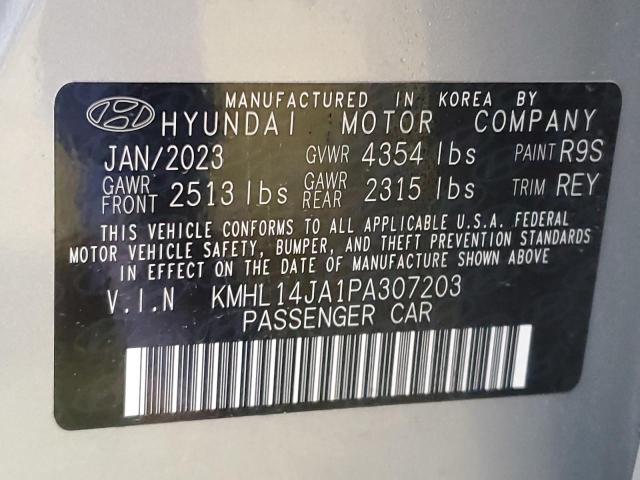 MANUFACTURED IN KOREA BY
HYUNDAI MOTOR COMPANY
JAN/2023 GVWR 4354 lbs PAINT R9S
GAWR FRONT 2513 lbs GAWR REAR 2315 lbs TRIM REY
THIS VEHICLE CONFORMS TO ALL APPLICABLE U.S.A. FEDERAL
MOTOR VEHICLE SAFETY, BUMPER, AND THEFT PREVENTION STANDARDS
IN EFFECT ON THE DATE OF MANUFACTURE SHOWN ABOVE
V.I.N KMHL14JA1PA307203
PASSENGER CAR